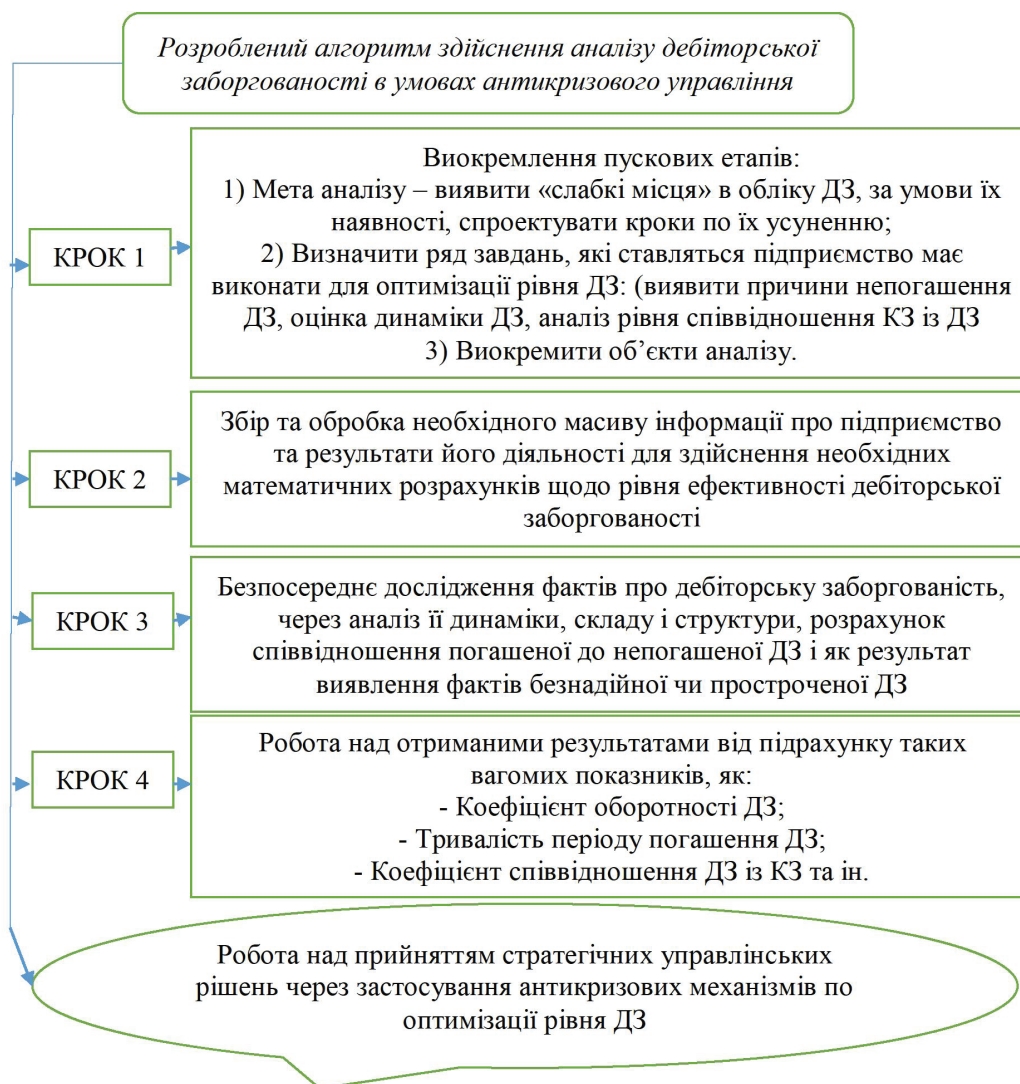 Розроблений алгоритм здійснення аналізу дебіторської
заборгованості в умовах антикризового управління
КРОК 1
Виокремлення пускових етапів:
1) Мета аналізу – виявити «слабкі місця» в обліку ДЗ, за умови їх
наявності, спроектувати кроки по їх усуненню;
2) Визначити ряд завдань, які ставляться підприємство має
виконати для оптимізації рівня ДЗ: (виявити причини непогашення
ДЗ, оцінка динаміки ДЗ, аналіз рівня співвідношення КЗ із ДЗ
3) Виокремити об’єкти аналізу.
КРОК 2
Збір та обробка необхідного масиву інформації про підприємство
та результати його діяльності для здійснення необхідних
математичних розрахунків щодо рівня ефективності дебіторської
заборгованості
КРОК 3
Безпосереднє дослідження фактів про дебіторську заборгованість,
через аналіз її динаміки, складу і структури, розрахунок
співвідношення погашеної до непогашеної ДЗ і як результат
виявлення фактів безнадійної чи простроченої ДЗ
КРОК 4
Робота над отриманими результатами від підрахунку таких
вагомих показників, як:
- Коефіцієнт оборотності ДЗ;
- Тривалість періоду погашення ДЗ;
- Коефіцієнт співвідношення ДЗ із КЗ та ін.
Робота над прийняттям стратегічних управлінських
рішень через застосування антикризових механізмів по
оптимізації рівня ДЗ